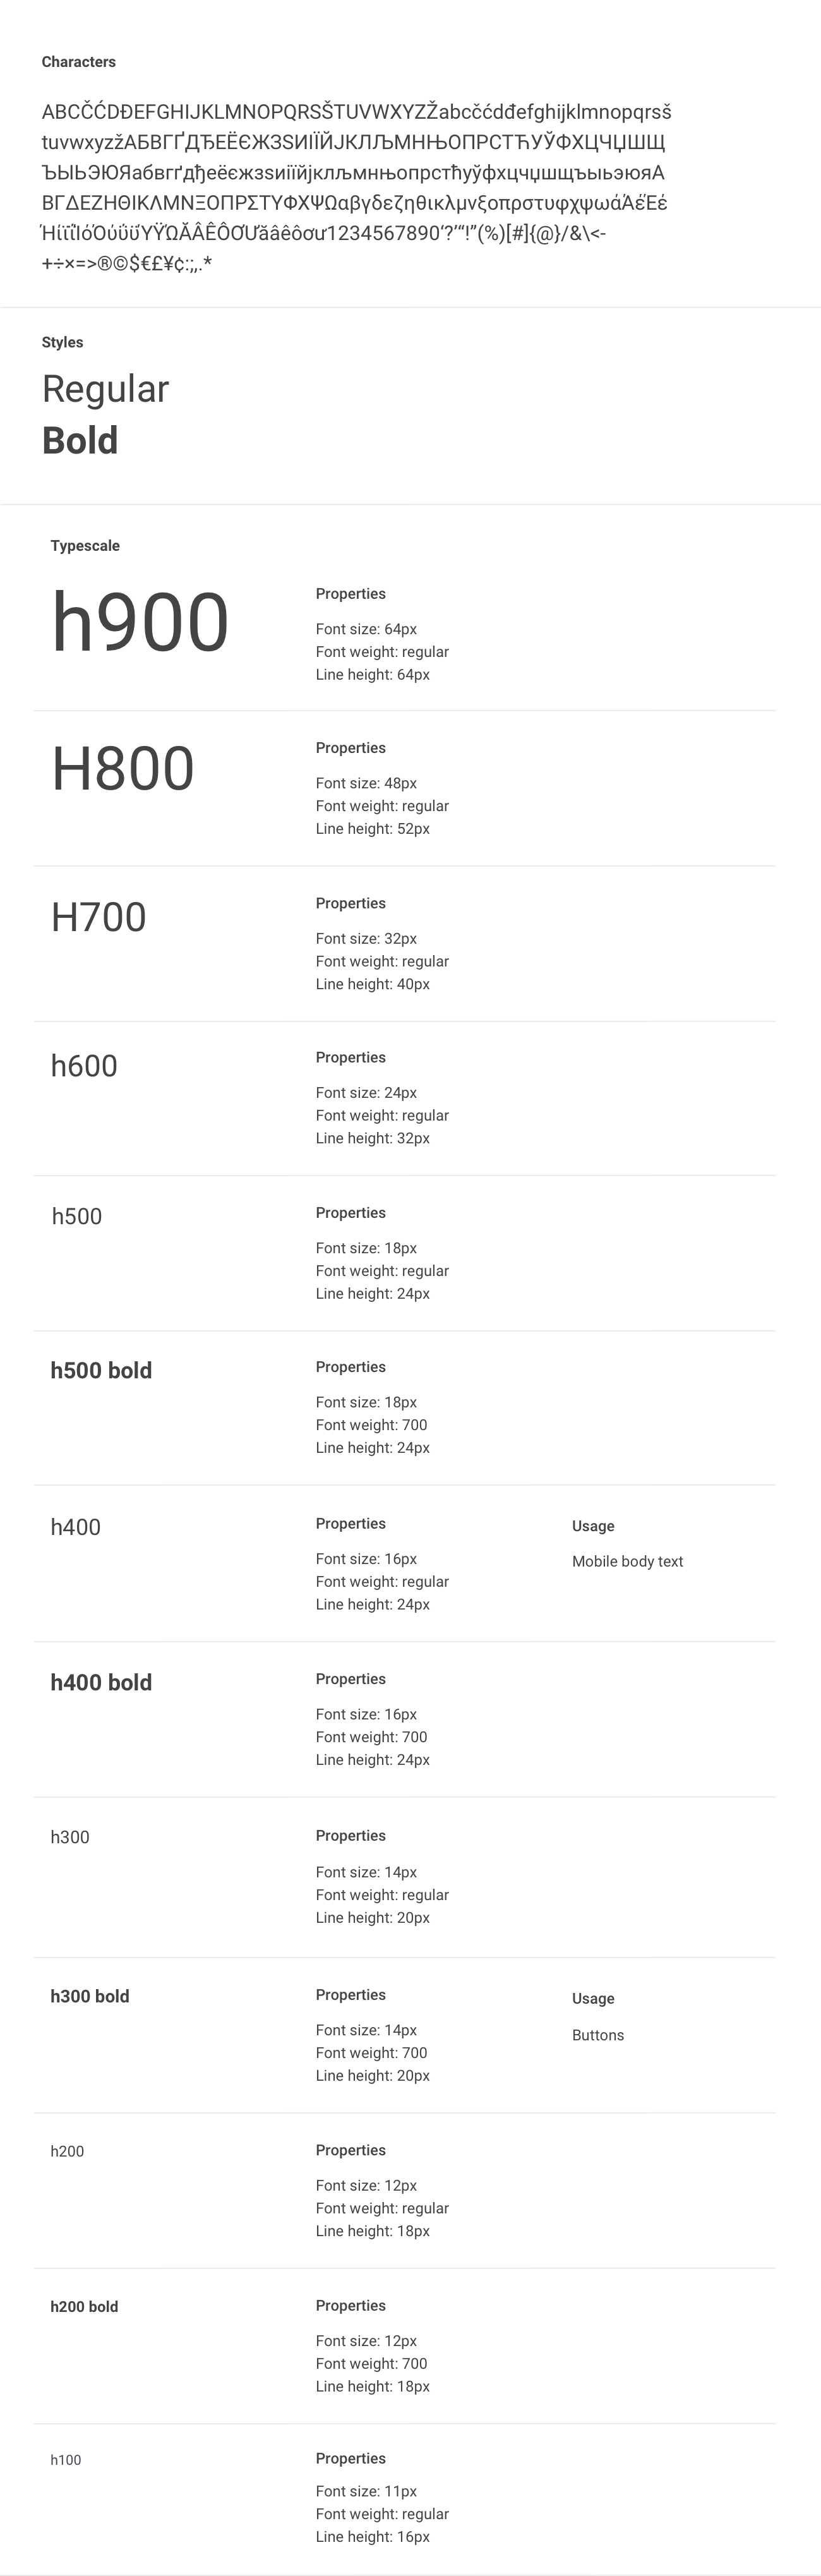 Characters
ABCČĆDĐEFGHIJKLMNOPQRSŠTUVWXYZŽabcčćdđefghijklmnopqrsš
tuvwxyzžАБВГҐДЂЕЁЄЖЗЅИІЇЙЈКЛЉМНЊОПРСТЋУЎФХЦЧЏШЩ
ЪЫЬЭЮЯабвгґдђеёєжзѕиіїйјклљмнњопрстћуўфхцчџшщъыьэюяΑ
ΒΓΔΕΖΗΘΙΚΛΜΝΞΟΠΡΣΤΥΦΧΨΩαβγδεζηθικλμνξοπρστυφχψωάΆέΈΕέ
ΉίϊΐΪόΌύΰϋΎΫΏĂÂÊÔƠƯăâêôơư1234567890‘?’“!”(%)[#]{@}/&\<-
+÷×=>®©$€£¥¢:;,.*
Styles
Regular
Bold
Typescale
h900
Properties
Font size: 64px
Font weight: regular
Line height: 64px
H800
Properties
Font size: 48px
Font weight: regular
Line height: 52px
H700
Properties
Font size: 32px
Font weight: regular
Line height: 40px
h600
Properties
Font size: 24px
Font weight: regular
Line height: 32px
h500
Properties
Font size: 18px
Font weight: regular
Line height: 24px
h500 bold
Properties
Font size: 18px
Font weight: 700
Line height: 24px
h400
Properties
Font size: 16px
Font weight: regular
Line height: 24px
Usage
Mobile body text
h400 bold
Properties
Font size: 16px
Font weight: 700
Line height: 24px
h300
Properties
Font size: 14px
Font weight: regular
Line height: 20px
h300 bold
Properties
Font size: 14px
Font weight: 700
Line height: 20px
Usage
Buttons
h200
Properties
Font size: 12px
Font weight: regular
Line height: 18px
h200 bold
Properties
Font size: 12px
Font weight: 700
Line height: 18px
h100
Properties
Font size: 11px
Font weight: regular
Line height: 16px